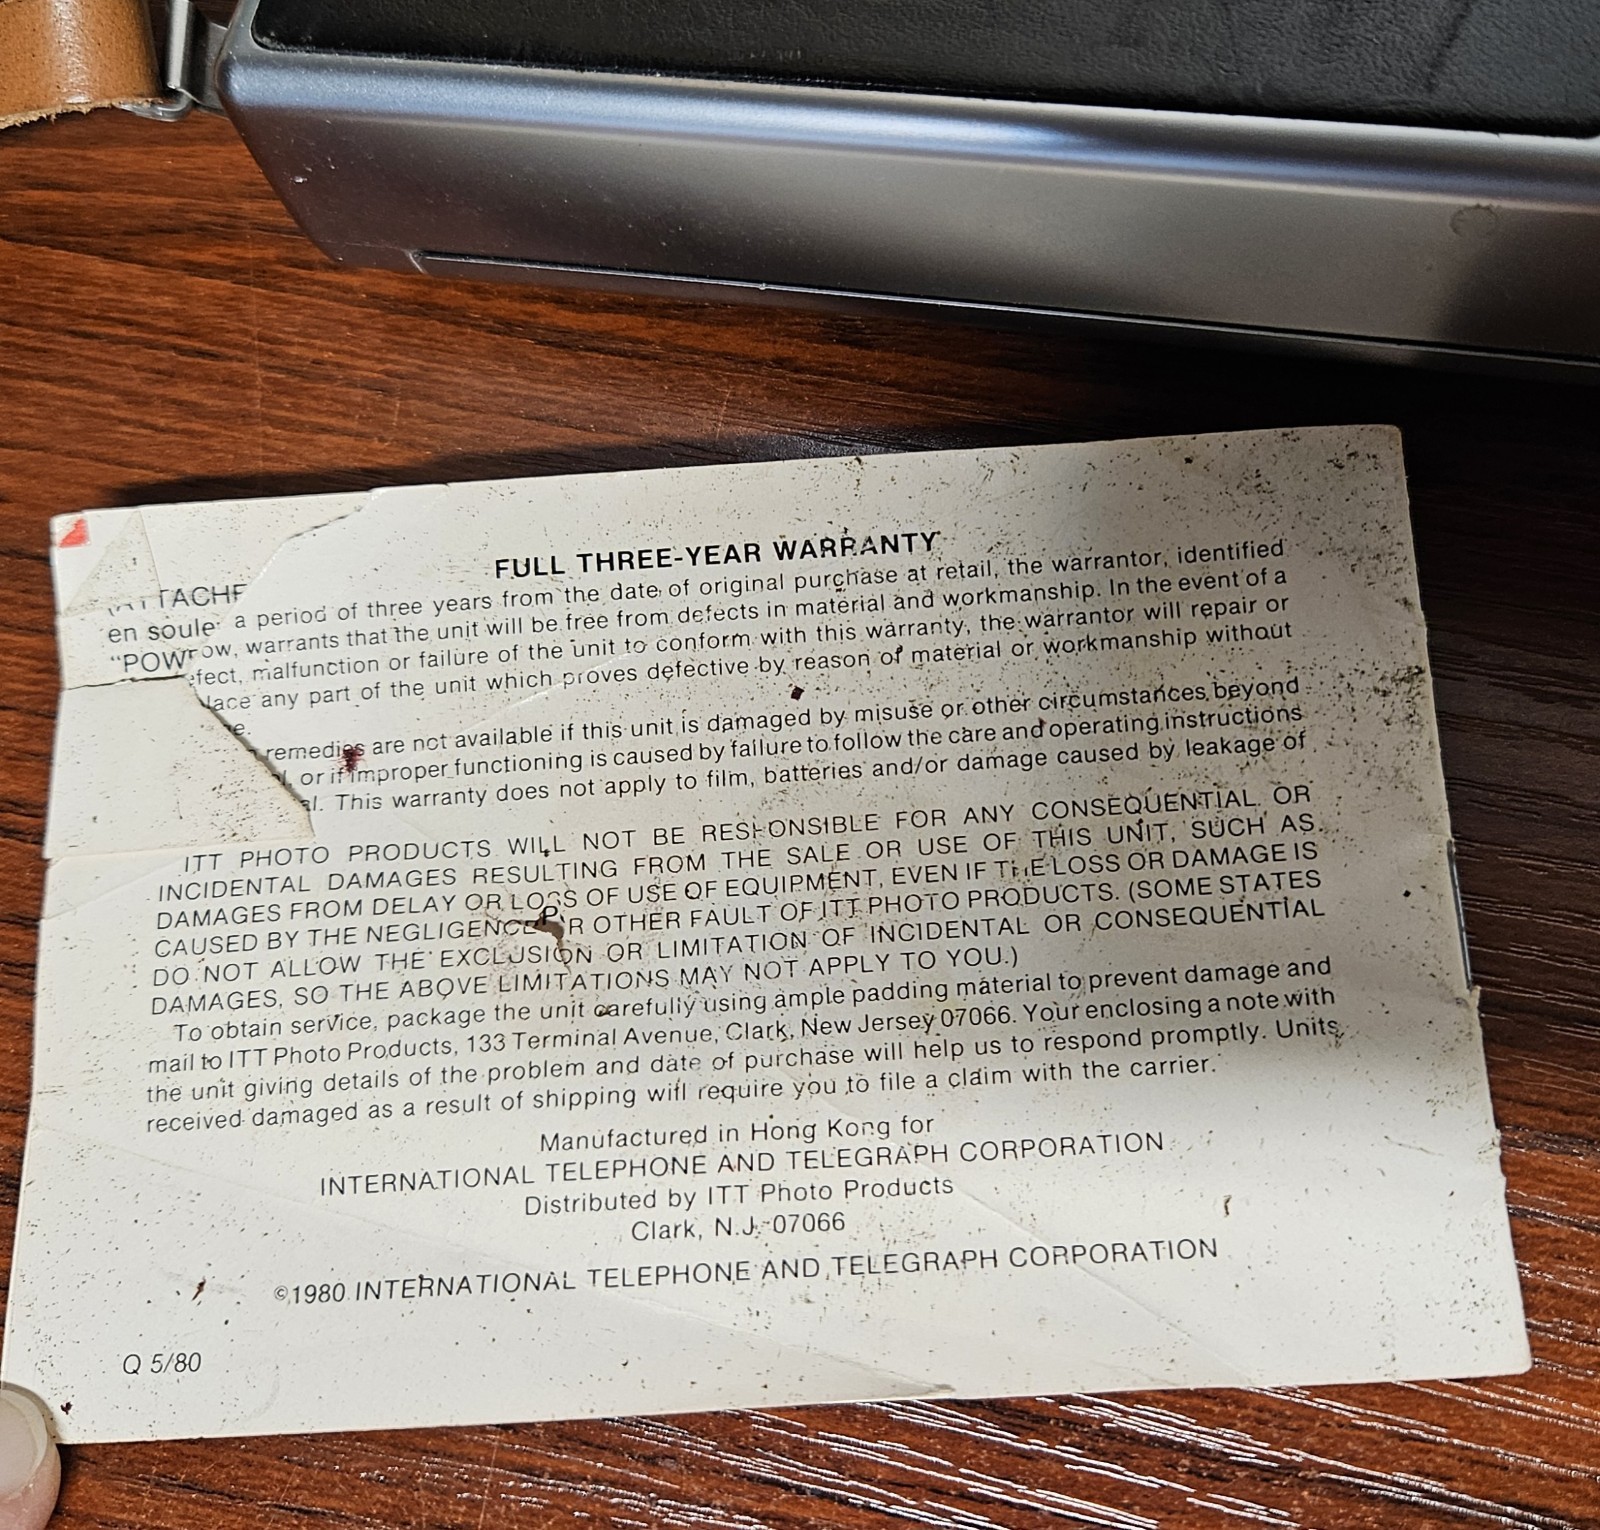 FULL THREE-YEAR WARRANTY
TTACHE
a period of three years from the date of original purchase at retail, the warrantor, identified
en soule
ow, warrants that the unit will be free from defects in material and workmanship. In the event of a
"POW
efect, malfunction or failure of the unit to conform with this warranty, the warrantor will repair or
lace any part of the unit which proves defective by reason of material or workmanship without
e.
remedies are not available if this unit is damaged by misuse or other circumstances beyond
l, or if improper functioning is caused by failure to follow the care and operating instructions
al. This warranty does not apply to film, batteries and/or damage caused by leakage of
ITT PHOTO PRODUCTS WILL NOT BE RESPONSIBLE FOR ANY CONSEQUENTIAL OR
INCIDENTAL DAMAGES RESULTING FROM THE SALE OR USE OF THIS UNIT, SUCH AS
DAMAGES FROM DELAY OR LOSS OF USE OF EQUIPMENT, EVEN IF THE LOSS OR DAMAGE IS
CAUSED BY THE NEGLIGENCE OR OTHER FAULT OF ITT PHOTO PRODUCTS. (SOME STATES
DO NOT ALLOW THE EXCLUSION OR LIMITATION OF INCIDENTAL OR CONSEQUENTIAL
DAMAGES, SO THE ABOVE LIMITATIONS MAY NOT APPLY TO YOU.)
To obtain service, package the unit carefully using ample padding material to prevent damage and
mail to ITT Photo Products, 133 Terminal Avenue, Clark, New Jersey 07066. Your enclosing a note with
the unit giving details of the problem and date of purchase will help us to respond promptly. Units
received damaged as a result of shipping will require you to file a claim with the carrier.
Manufactured in Hong Kong for
INTERNATIONAL TELEPHONE AND TELEGRAPH CORPORATION
Distributed by ITT Photo Products
Clark, N.J. 07066
©1980 INTERNATIONAL TELEPHONE AND TELEGRAPH CORPORATION
Q 5/80